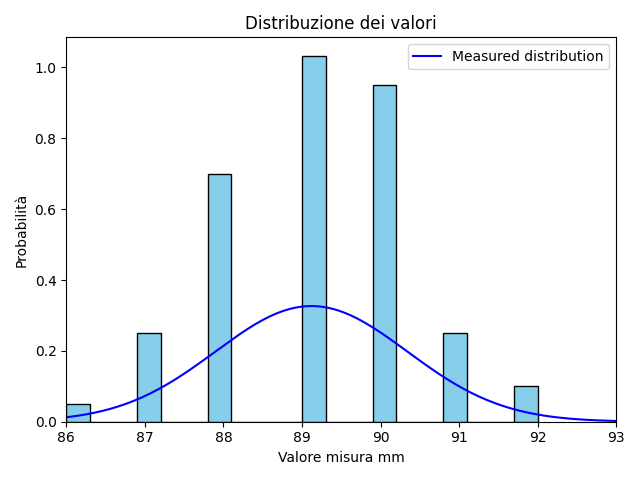 Distribuzione dei valori
Measured distribution
Probabilità
1.0
0.8
0.6
0.4
0.2
0.0
86 87 88 89 90 91 92 93
Valore misura mm